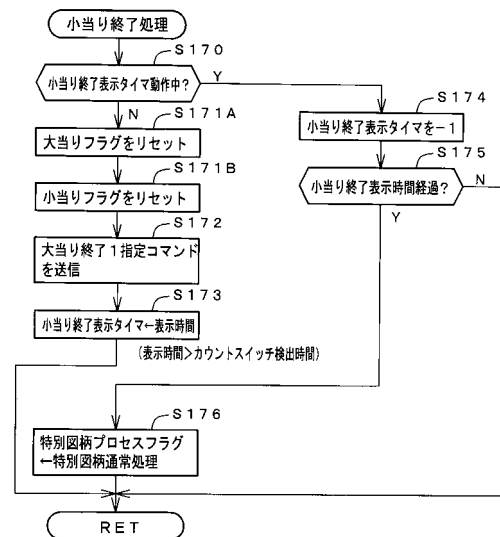 小当り終了処理
S170
小当り終了表示タイマ動作中?
Y
N
S171A
大当りフラグをリセット
S171B
小当りフラグをリセット
S172
大当り終了1指定コマンド
を送信
S173
小当り終了表示タイマ←表示時間
(表示時間>カウントスイッチ検出時間)
S174
小当り終了表示タイマを-1
S175
小当り終了表示時間経過?
N
Y
S176
特別図柄プロセスフラグ
←特別図柄通常処理
RET